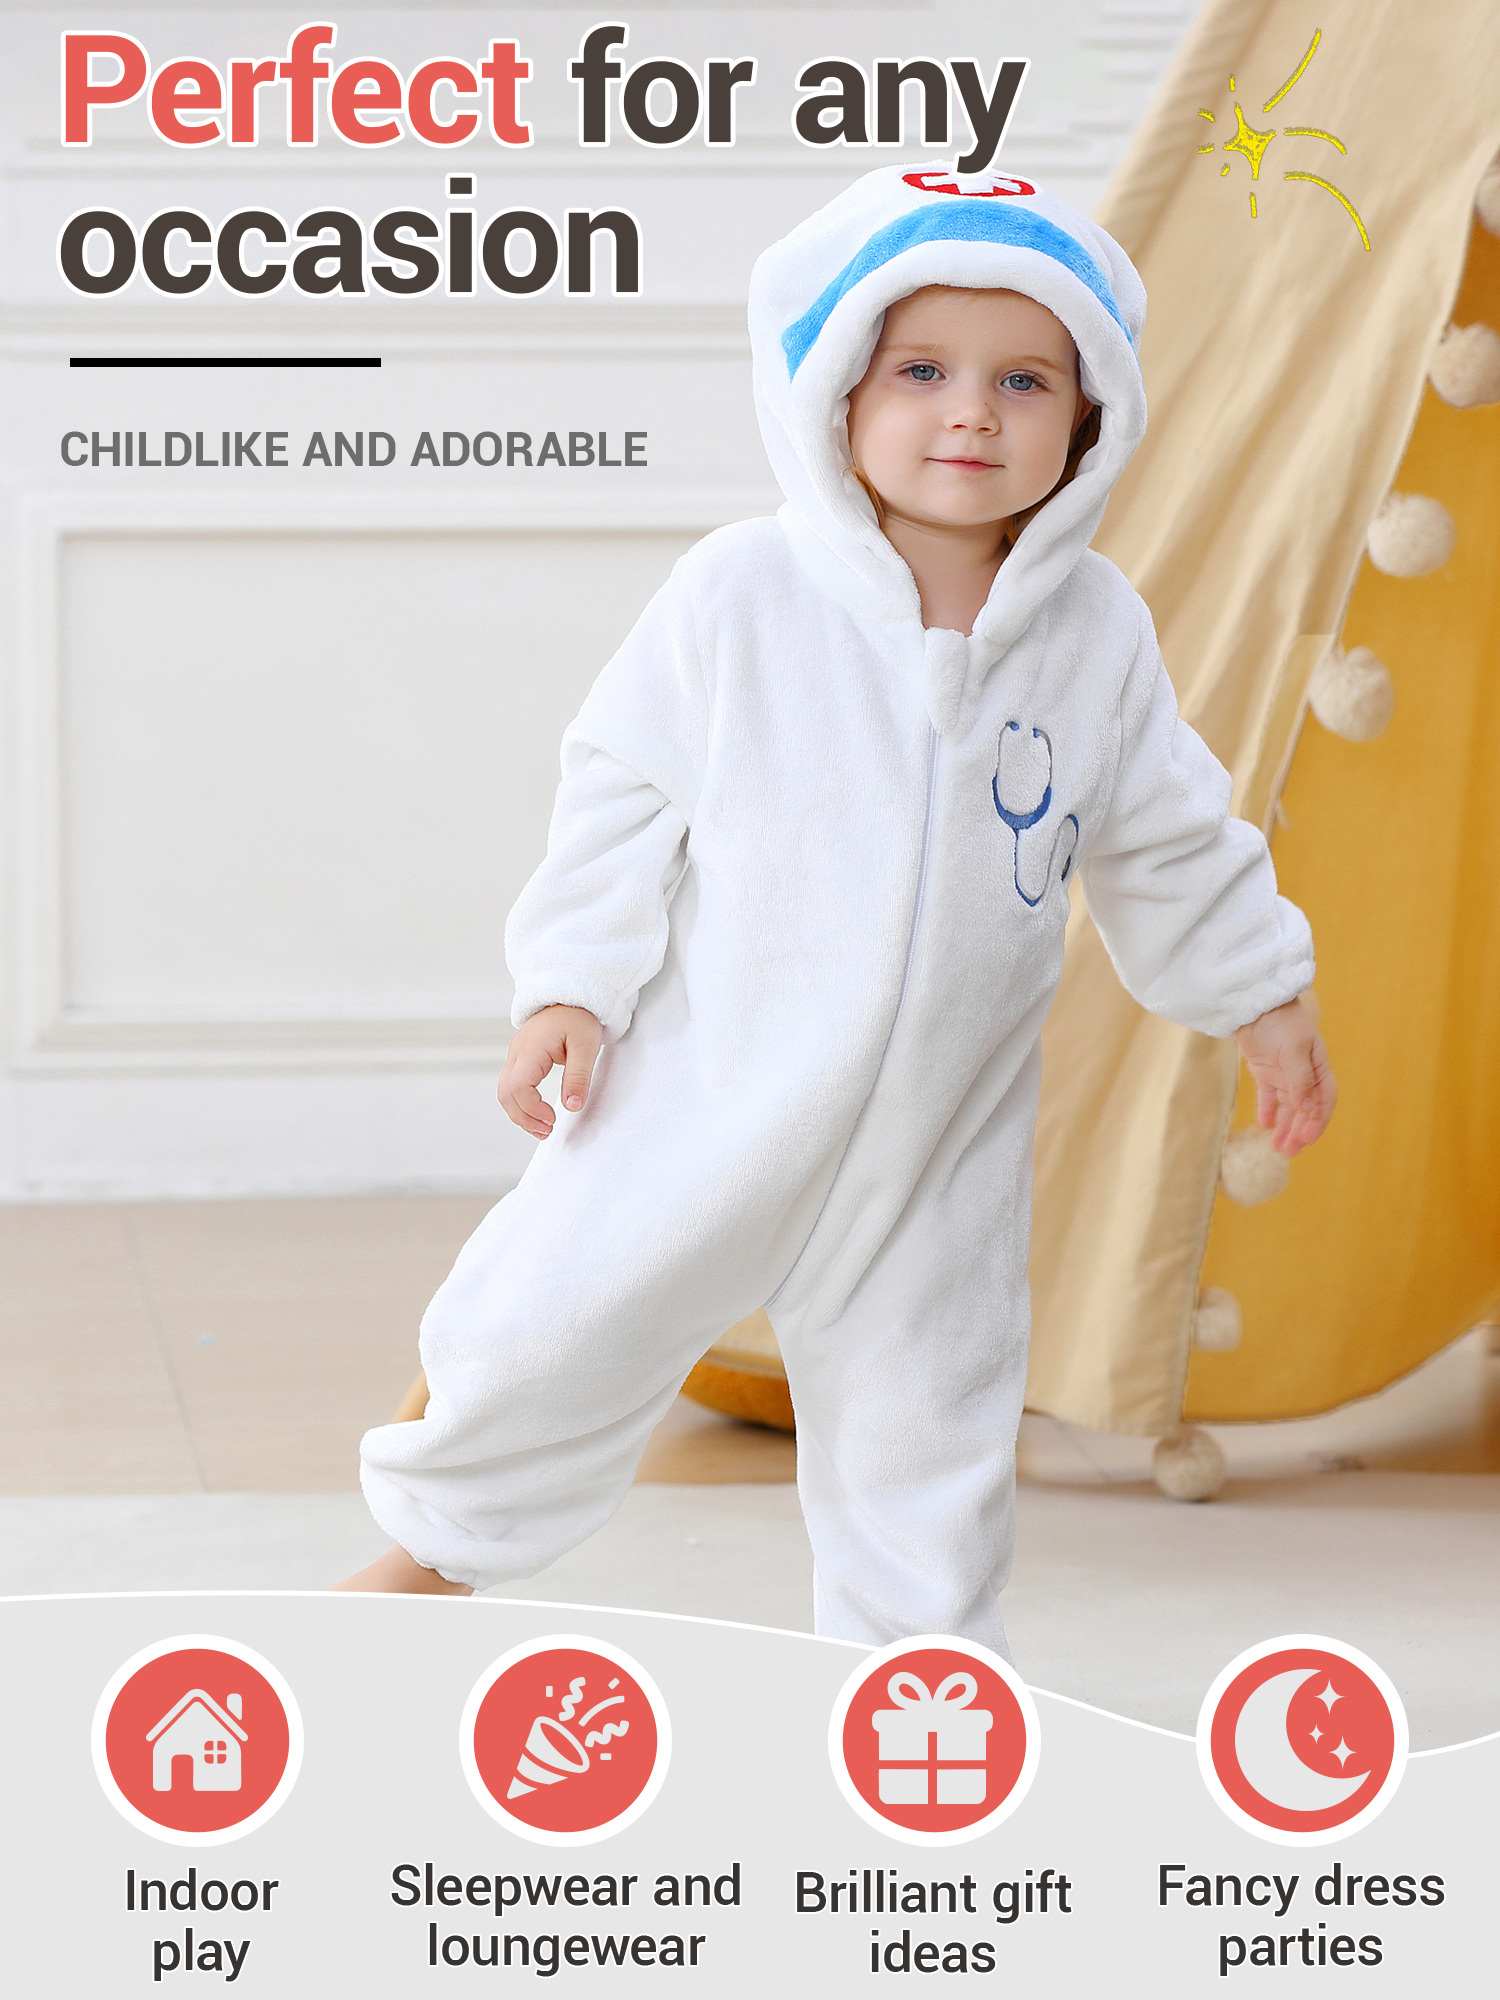 Perfect for any
occasion
CHILDLIKE AND ADORABLE
Indoor
play
Sleepwear and
loungewear
Brilliant gift
ideas
Fancy dress
parties